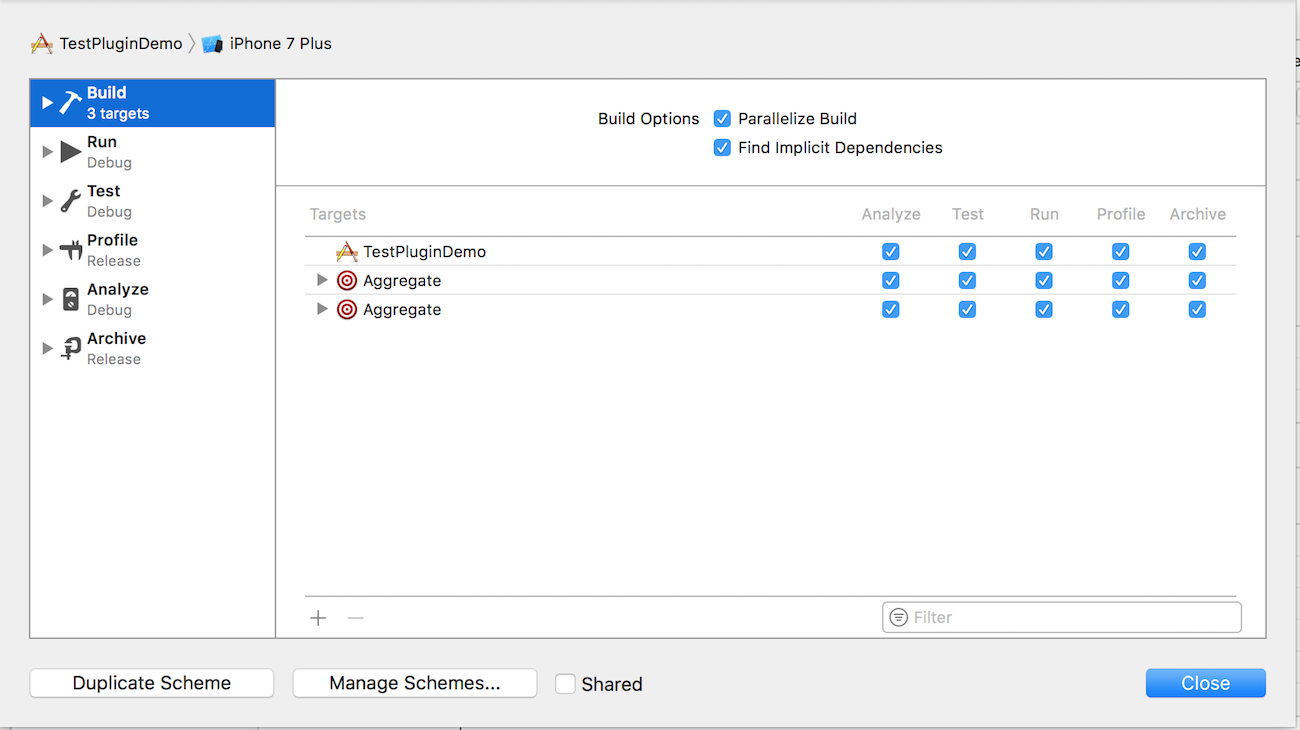 TestPluginDemo
iPhone 7 Plus
Build
3 targets
Run
Debug
Test
Debug
Profile
Release
Analyze
Debug
Archive
Release
Build Options
Parallelize Build
Find Implicit Dependencies
Targets Analyze Test Run Profile Archive
TestPluginDemo
Aggregate
Aggregate
Filter
Duplicate Scheme
Manage Schemes...
Shared
Close